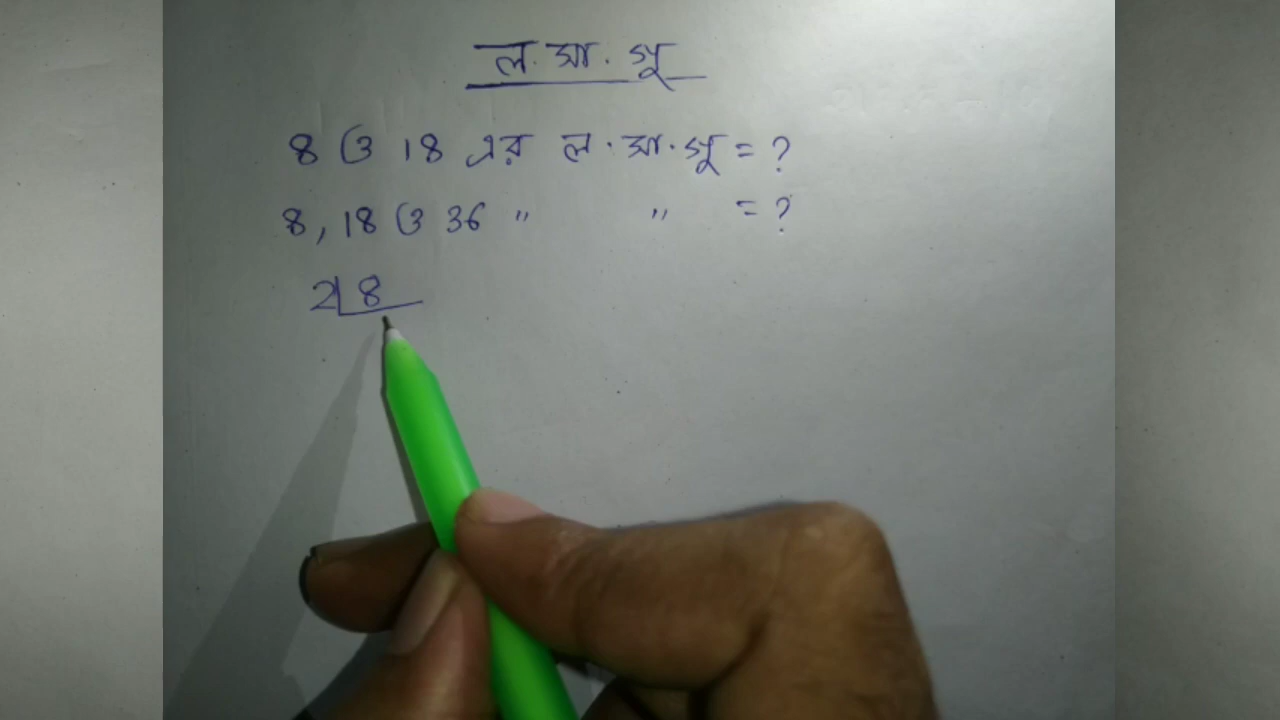 ল. সা. গু
8 ও 18 এর ল. সা. গু = ?
8, 18 ও 36 " " = ?
2 8